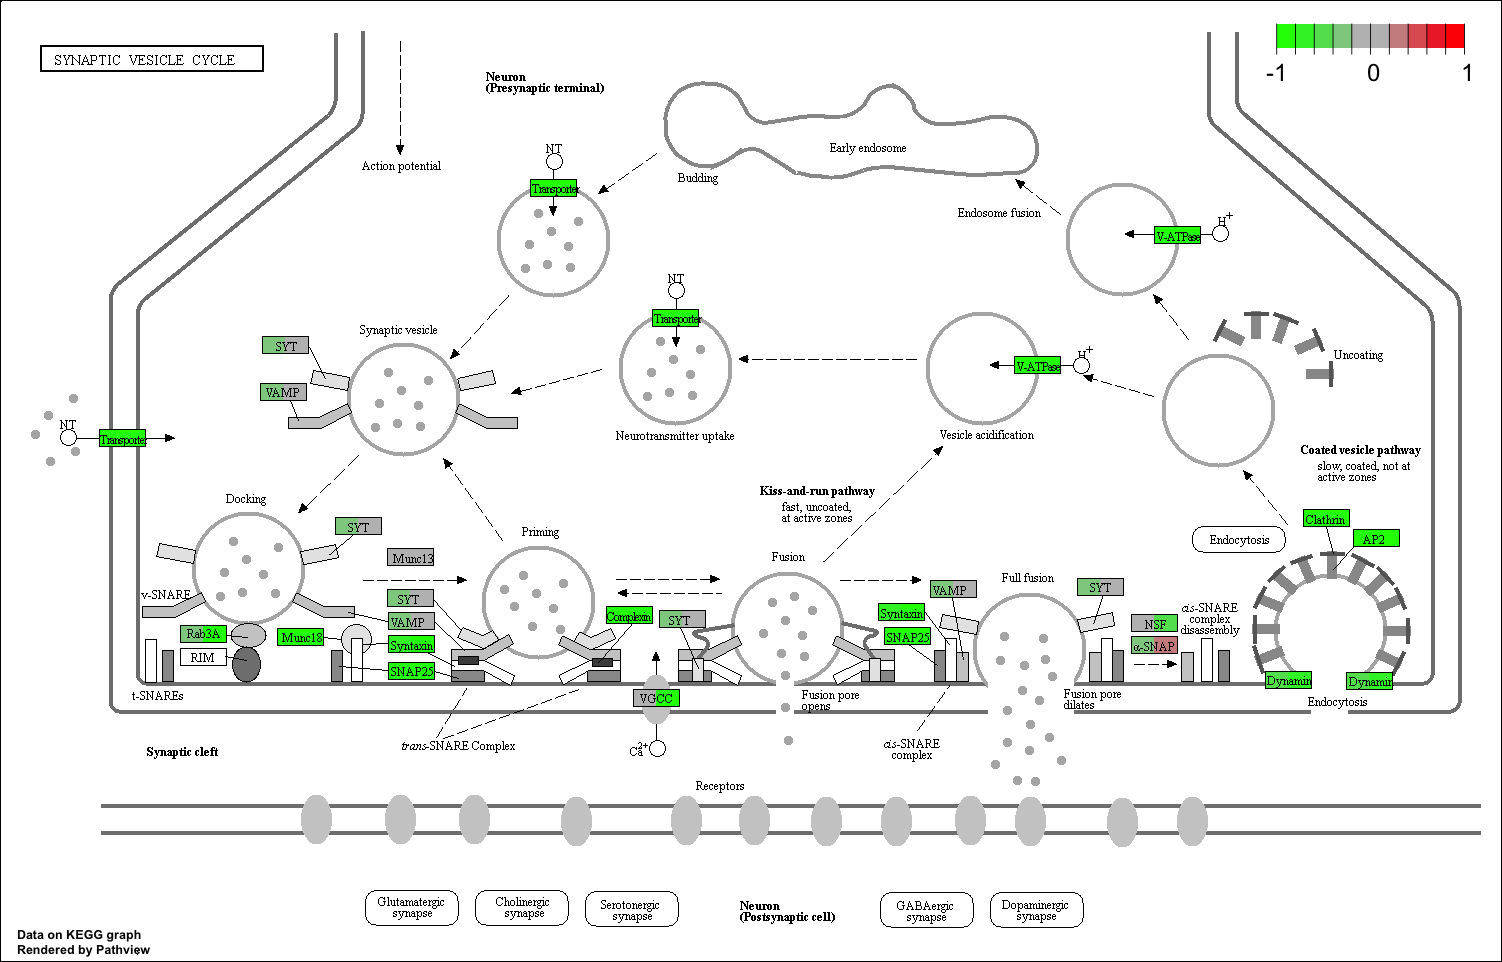 SYNAPTIC VESICLE CYCLE
-1
0
1
Neuron
(Presynaptic terminal)
Action potential
NT
Transporter
Budding
Early endosome
Endosome fusion
V-ATPase
H+
NT
Transporter
Synaptic vesicle
SYT
VAMP
Neurotransmitter uptake
V-ATPase
H+
Vesicle acidification
Uncoating
NT
Transporter
Coated vesicle pathway
slow, coated, not at
active zones
Kiss-and-run pathway
fast, uncoated,
at active zones
Docking
SYT
Priming
Munc13
Fusion
Endocytosis
Clathrin
AP2
v-SNARE
SYT
VAMP
Rab3A
Munc18
Syntaxin
RIM
SNAP25
t-SNAREs
Complexin
SYT
VGCC
Ca2+
trans-SNARE Complex
Fusion pore
opens
Syntaxin
SNAP25
VAMP
Full fusion
SYT
cis-SNARE
complex
disassembly
NSF
α-SNAP
Fusion pore
dilates
cis-SNARE
complex
Dynamin
Dynamin
Endocytosis
Synaptic cleft
Receptors
Glutamatergic
synapse
Cholinergic
synapse
Serotonergic
synapse
Neuron
(Postsynaptic cell)
GABAergic
synapse
Dopaminergic
synapse
Data on KEGG graph
Rendered by Pathview